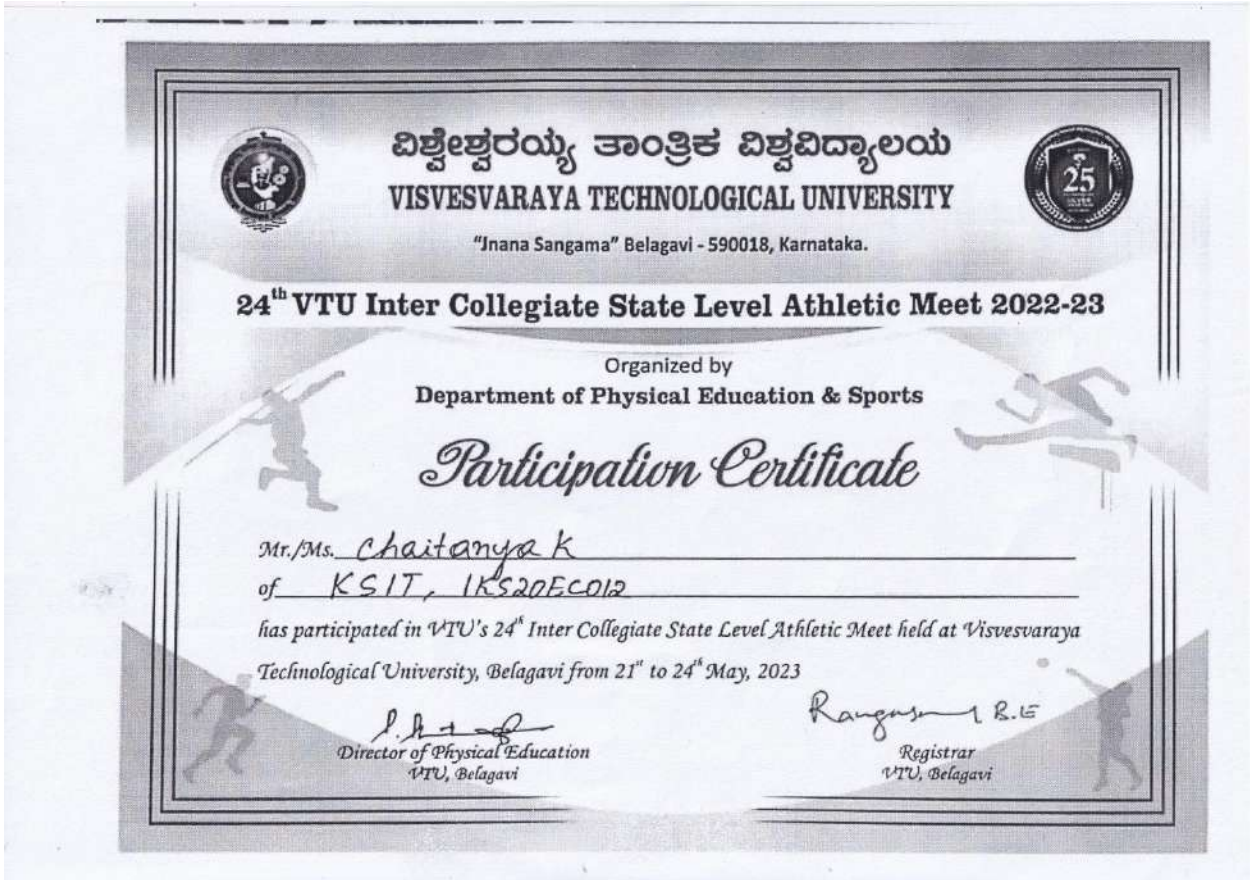 ವಿಶ್ವೇಶ್ವರಯ್ಯ ತಾಂತ್ರಿಕ ವಿಶ್ವವಿದ್ಯಾಲಯ
VISVESVARAYA TECHNOLOGICAL UNIVERSITY
25
"Jnana Sangama" Belagavi - 590018, Karnataka.
24th VTU Inter Collegiate State Level Athletic Meet 2022-23
Organized by
Department of Physical Education & Sports
Participation Certificate
Mr./Ms. Chaitanya K
of KSIT, 1KS20EC012
has participated in VTU's 24th Inter Collegiate State Level Athletic Meet held at Visvesvaraya
Technological University, Belagavi from 21st to 24th May, 2023
B.E
Director of Physical Education
VTU, Belagavi
Registrar
VTU, Belagavi